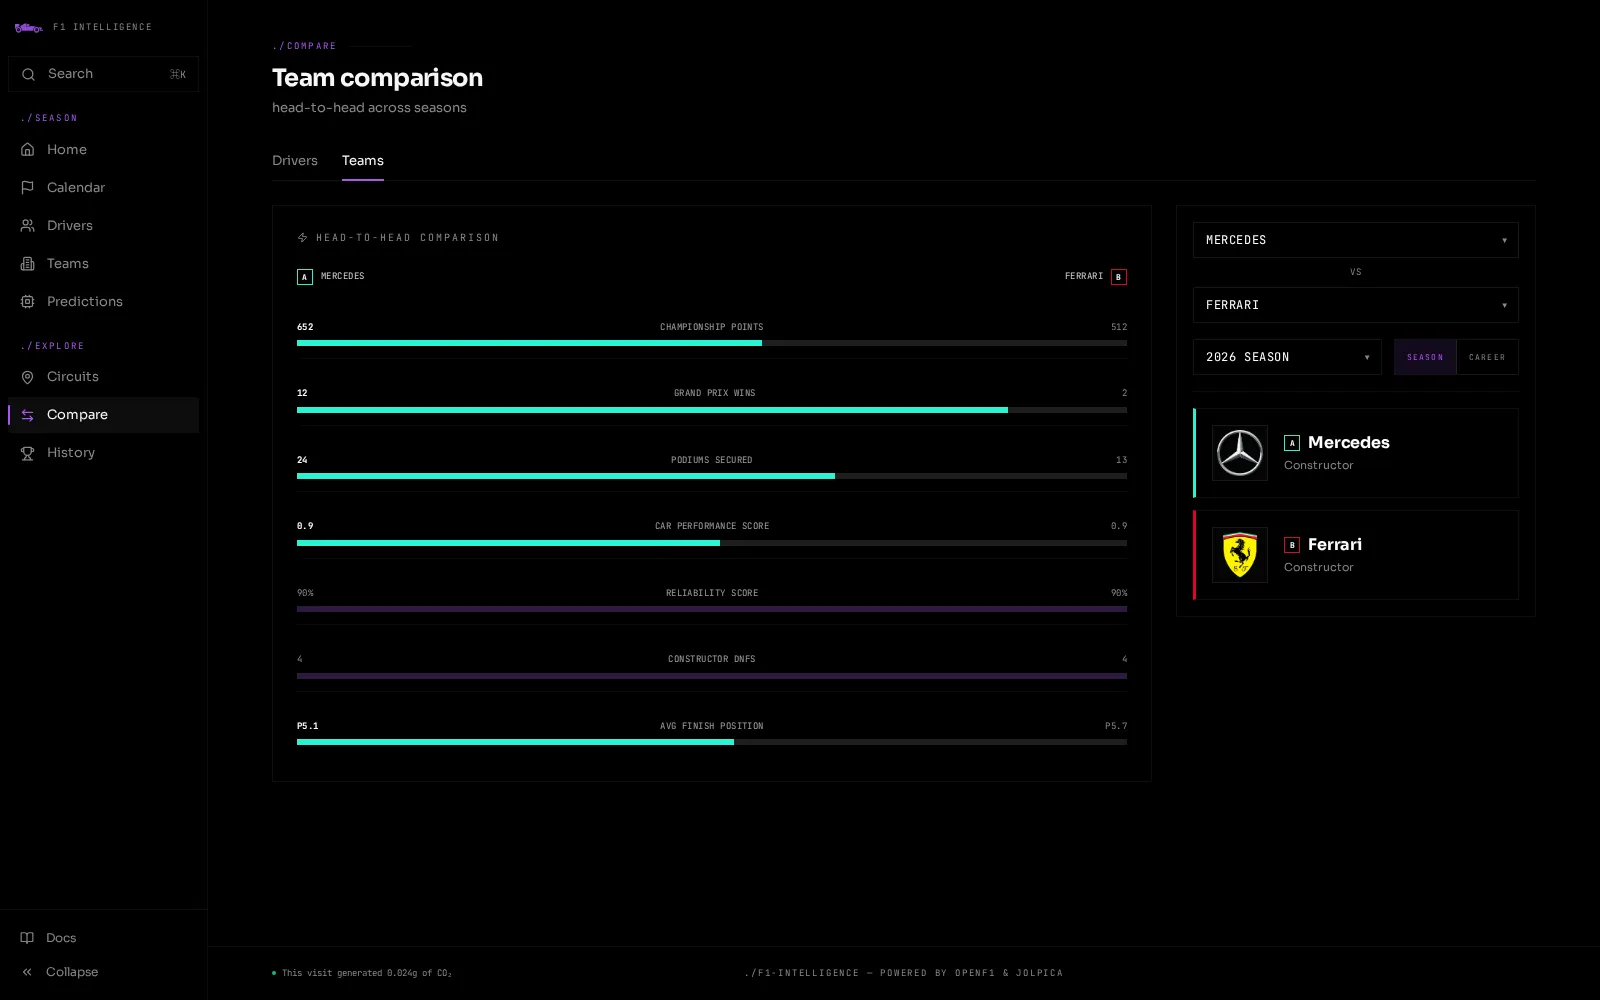 F1 INTELLIGENCE
Search ⌘K
./SEASON
Home
Calendar
Drivers
Teams
Predictions
./EXPLORE
Circuits
Compare
History
Docs
Collapse
./COMPARE
Team comparison
head-to-head across seasons
Drivers Teams
HEAD-TO-HEAD COMPARISON
A MERCEDES FERRARI B
652 CHAMPIONSHIP POINTS 512
12 GRAND PRIX WINS 2
24 PODIUMS SECURED 13
0.9 CAR PERFORMANCE SCORE 0.9
90% RELIABILITY SCORE 90%
4 CONSTRUCTOR DNFS 4
P5.1 AVG FINISH POSITION P5.7
MERCEDES
VS
FERRARI
2026 SEASON SEASON CAREER
A Mercedes
Constructor
B Ferrari
Constructor
This visit generated 0.024g of CO₂
./F1-INTELLIGENCE — POWERED BY OPENF1 & JOLPICA